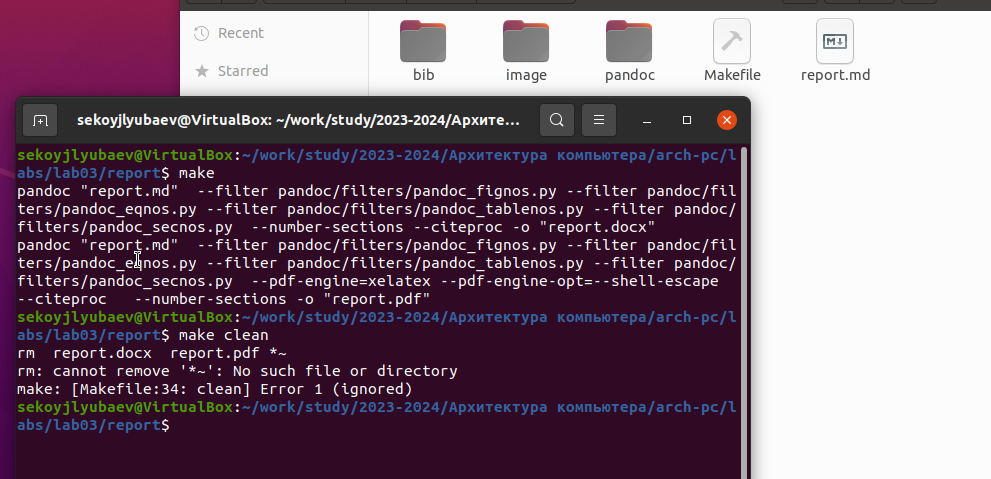 Recent
Starred
bib
image
pandoc
Makefile
report.md
sekoyjlyubaev@VirtualBox: ~/work/study/2023-2024/Архите...
sekoyjlyubaev@VirtualBox:~/work/study/2023-2024/Архитектура компьютера/arch-pc/l
abs/lab03/report$ make
pandoc "report.md"  --filter pandoc/filters/pandoc_fignos.py --filter pandoc/fil
ters/pandoc_eqnos.py --filter pandoc/filters/pandoc_tablenos.py --filter pandoc/
filters/pandoc_secnos.py  --number-sections --citeproc -o "report.docx"
pandoc "report.md"  --filter pandoc/filters/pandoc_fignos.py --filter pandoc/fil
ters/pandoc_eqnos.py --filter pandoc/filters/pandoc_tablenos.py --filter pandoc/
filters/pandoc_secnos.py  --pdf-engine=xelatex --pdf-engine-opt=--shell-escape
--citeproc   --number-sections -o "report.pdf"
sekoyjlyubaev@VirtualBox:~/work/study/2023-2024/Архитектура компьютера/arch-pc/l
abs/lab03/report$ make clean
rm  report.docx  report.pdf *~
rm: cannot remove '*~': No such file or directory
make: [Makefile:34: clean] Error 1 (ignored)
sekoyjlyubaev@VirtualBox:~/work/study/2023-2024/Архитектура компьютера/arch-pc/l
abs/lab03/report$